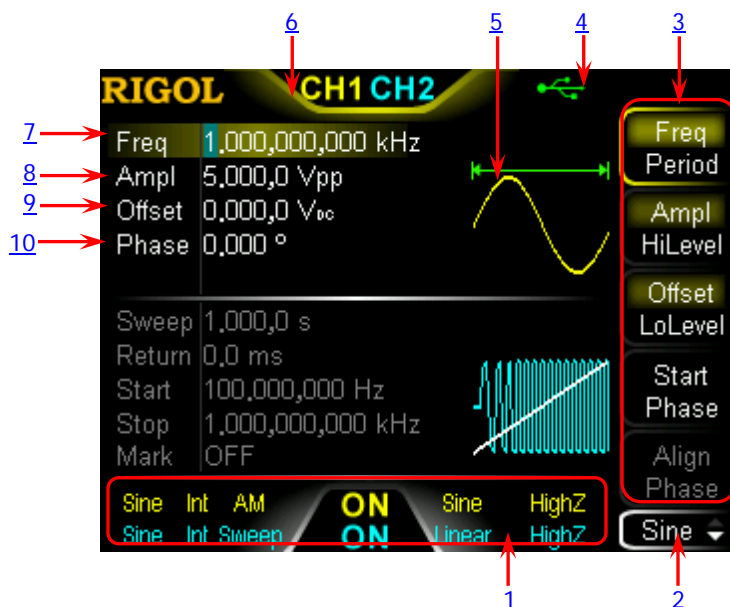 6 5 4 3
RIGOL CH1 CH2
7 Freq 1.000,000,000 kHz
8 Ampl 5.000,0 Vpp
9 Offset 0.000,0 VDC
10 Phase 0.000 °
Sweep 1.000,0 s
Return 0.0 ms
Start 100.000,000 Hz
Stop 1.000,000,000 kHz
Mark OFF
Freq
Period
Ampl
HiLevel
Offset
LoLevel
Start
Phase
Align
Phase
Sine
Sine Int AM ON Sine HighZ
Sine Int Sweep ON Linear HighZ
1 2